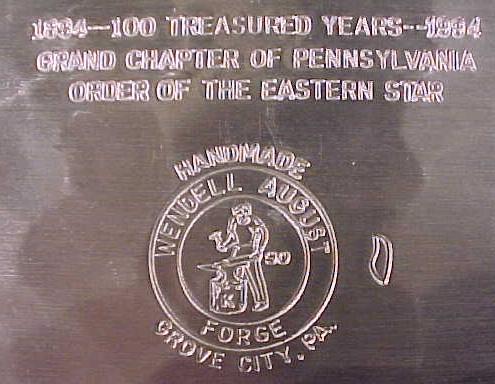 1894--100 TREASURED YEARS--1994
GRAND CHAPTER OF PENNSYLVANIA
ORDER OF THE EASTERN STAR
HANDMADE
WENDELL AUGUST
90
K
FORGE
GROVE CITY, PA.